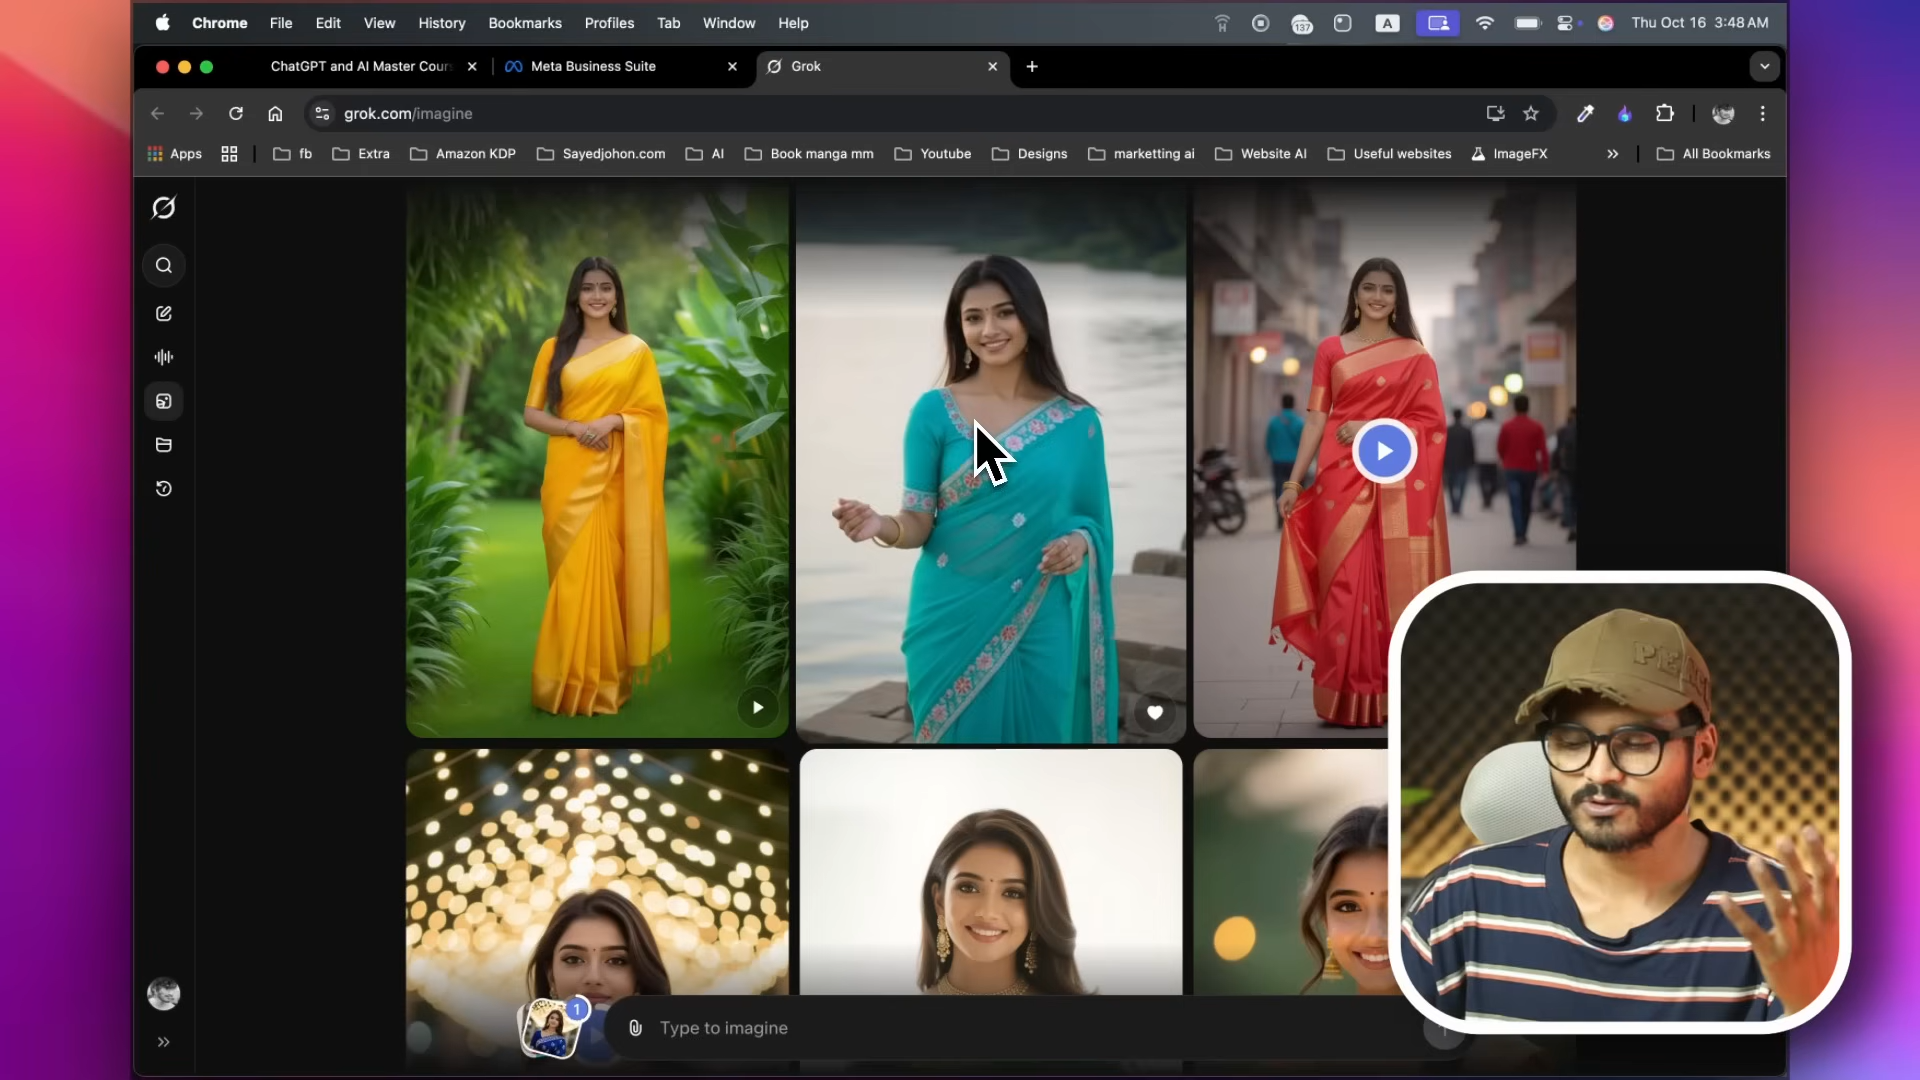 Chrome File Edit View History Bookmarks Profiles Tab Window Help 137 A Thu Oct 16 3:48 AM
ChatGPT and AI Master Cour Meta Business Suite Grok
grok.com/imagine
Apps fb Extra Amazon KDP Sayedjohon.com AI Book manga mm Youtube Designs marketting ai Website AI Useful websites ImageFX All Bookmarks
1
Type to imagine